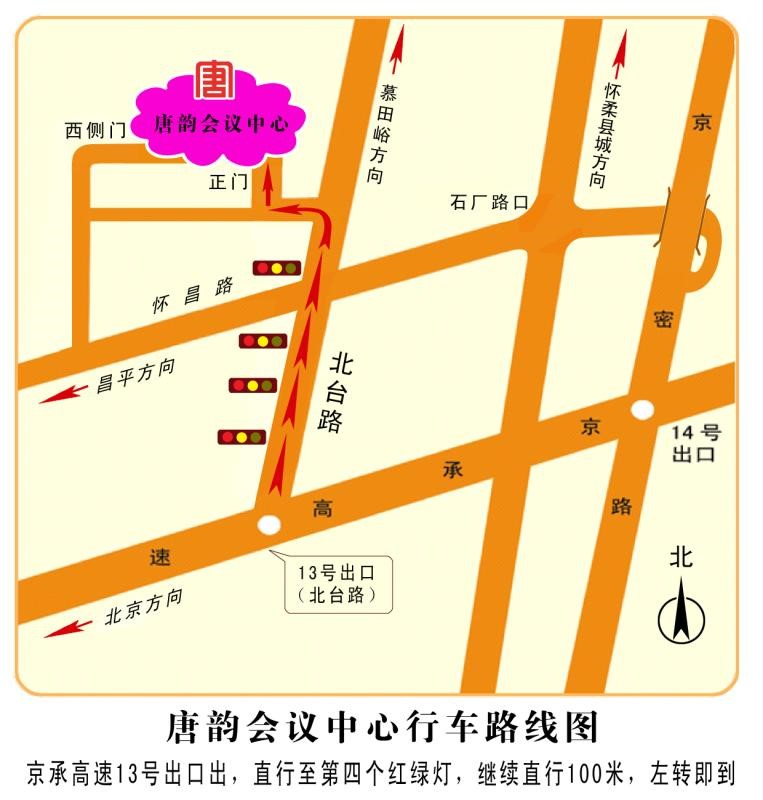 唐
唐韵会议中心
西侧门
正门
慕田峪方向
怀柔县城方向
京
石厂路口
怀昌路
密
昌平方向
北台路
京
14号
出口
承
路
高
速
13号出口
（北台路）
北京方向
北
唐韵会议中心行车路线图
京承高速13号出口出，直行至第四个红绿灯，继续直行100米，左转即到